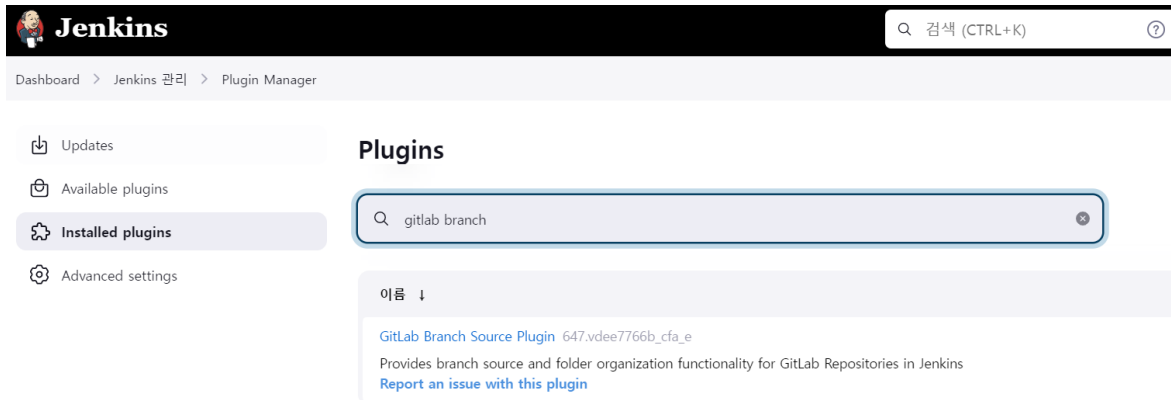 Jenkins
검색 (CTRL+K)
Dashboard > Jenkins 관리 > Plugin Manager
Updates
Available plugins
Installed plugins
Advanced settings
Plugins
gitlab branch
이름 ↓
GitLab Branch Source Plugin 647.vdee7766b_cfa_e
Provides branch source and folder organization functionality for GitLab Repositories in Jenkins
Report an issue with this plugin